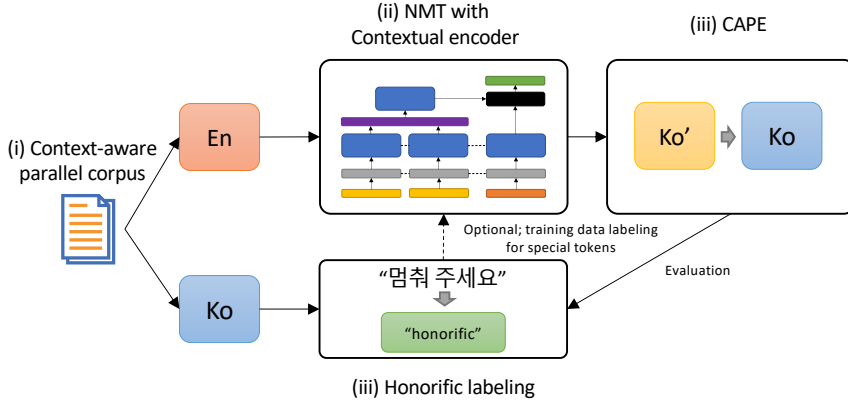 (ii) NMT with
Contextual encoder
(iii) CAPE
(i) Context-aware
parallel corpus
En
Ko’
Ko
Optional; training data labeling
for special tokens
Evaluation
Ko
“멈춰 주세요”
“honorific”
(iii) Honorific labeling